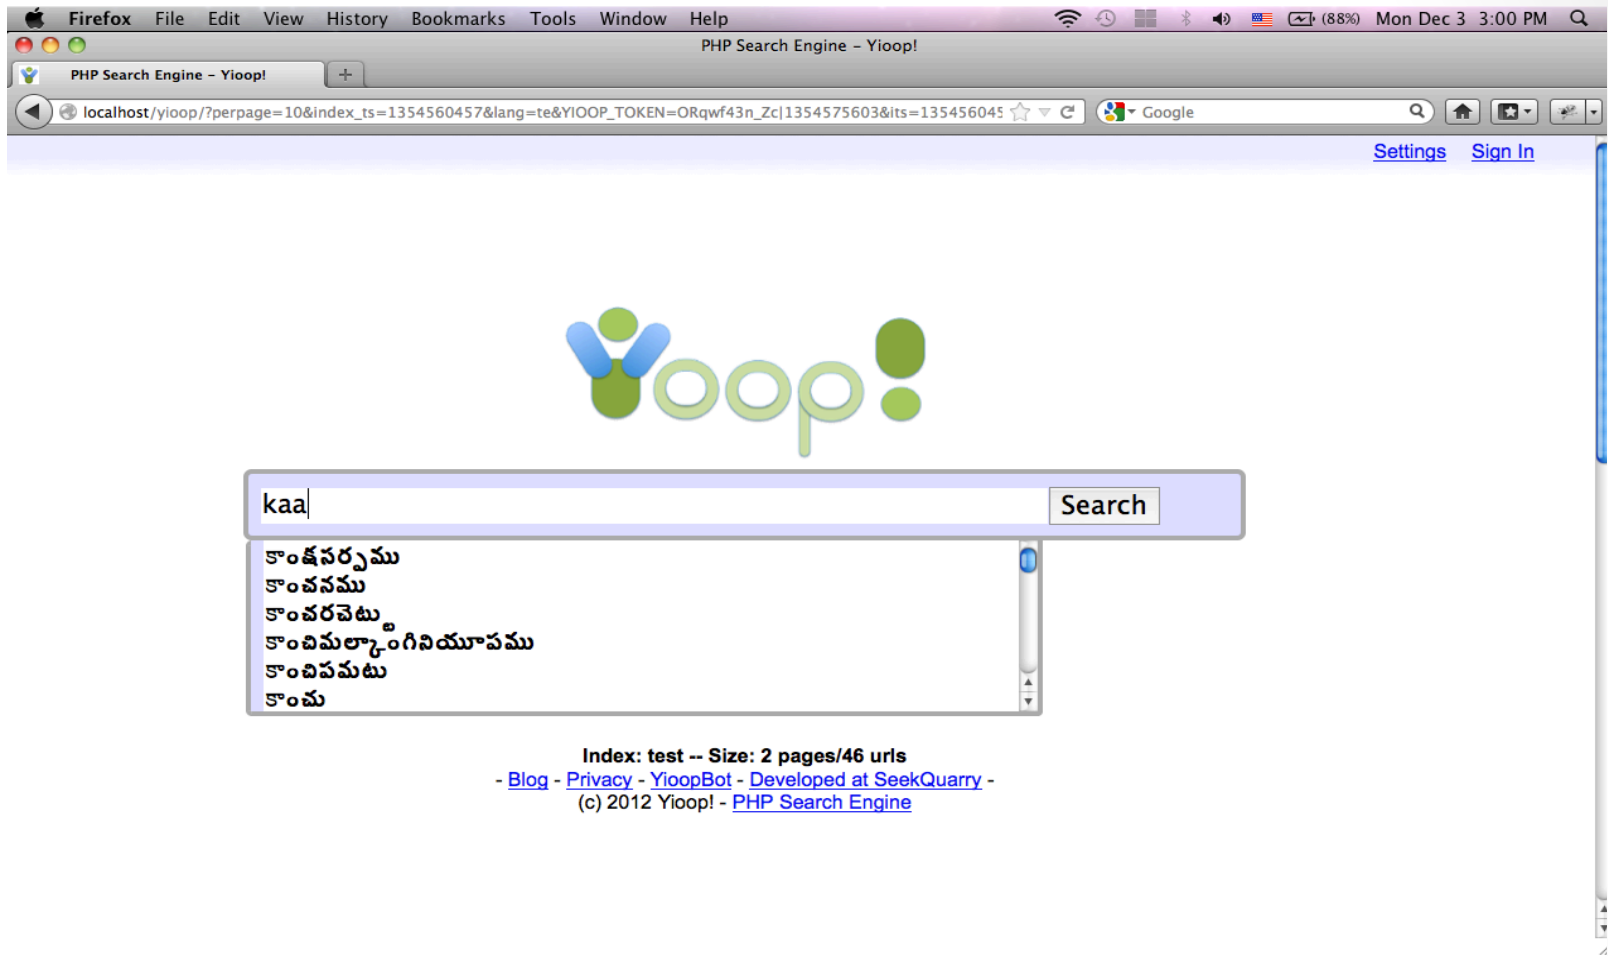 Firefox File Edit View History Bookmarks Tools Window Help (88%) Mon Dec 3 3:00 PM
PHP Search Engine – Yioop!
PHP Search Engine – Yioop!
localhost/yioop/?perpage=10&index_ts=1354560457&lang=te&YIOOP_TOKEN=ORqwf43n_Zc|1354575603&its=135456045 Google
Settings Sign In
Yioop!
kaa Search
కాంక్షసర్పము
కాంచనము
కాంచరచెట్టు
కాంచిమల్కాంగినియూపము
కాంచిపమటు
కాంచు
Index: test -- Size: 2 pages/46 urls
- Blog - Privacy - YioopBot - Developed at SeekQuarry -
(c) 2012 Yioop! - PHP Search Engine